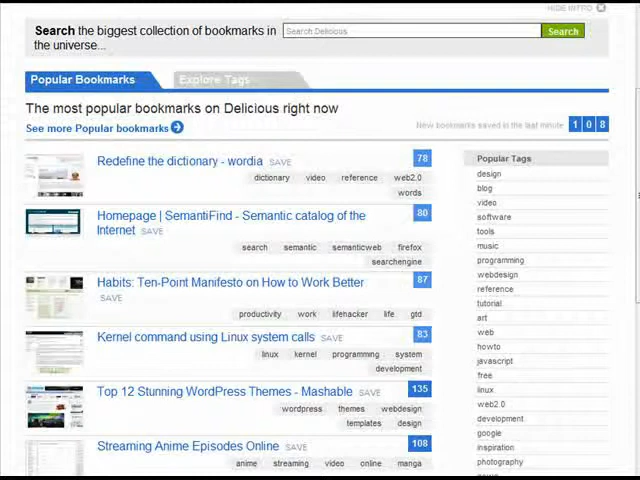 HIDE INTRO
Search the biggest collection of bookmarks in
the universe...
Search Delicious
Search
Popular Bookmarks
Explore Tags
The most popular bookmarks on Delicious right now
See more Popular bookmarks
New bookmarks saved in the last minute 1 0 8
Redefine the dictionary - wordia SAVE
78
dictionary video reference web2.0
words
Homepage | SemantiFind - Semantic catalog of the
Internet SAVE
80
search semantic semanticweb firefox
searchengine
Habits: Ten-Point Manifesto on How to Work Better
SAVE
87
productivity work lifehacker life gtd
Kernel command using Linux system calls SAVE
83
linux kernel programming system
development
Top 12 Stunning WordPress Themes - Mashable SAVE
135
wordpress themes webdesign
templates design
Streaming Anime Episodes Online SAVE
108
anime streaming video online manga
Popular Tags
design
blog
video
software
tools
music
programming
webdesign
reference
tutorial
art
web
howto
javascript
free
linux
web2.0
development
google
inspiration
photography